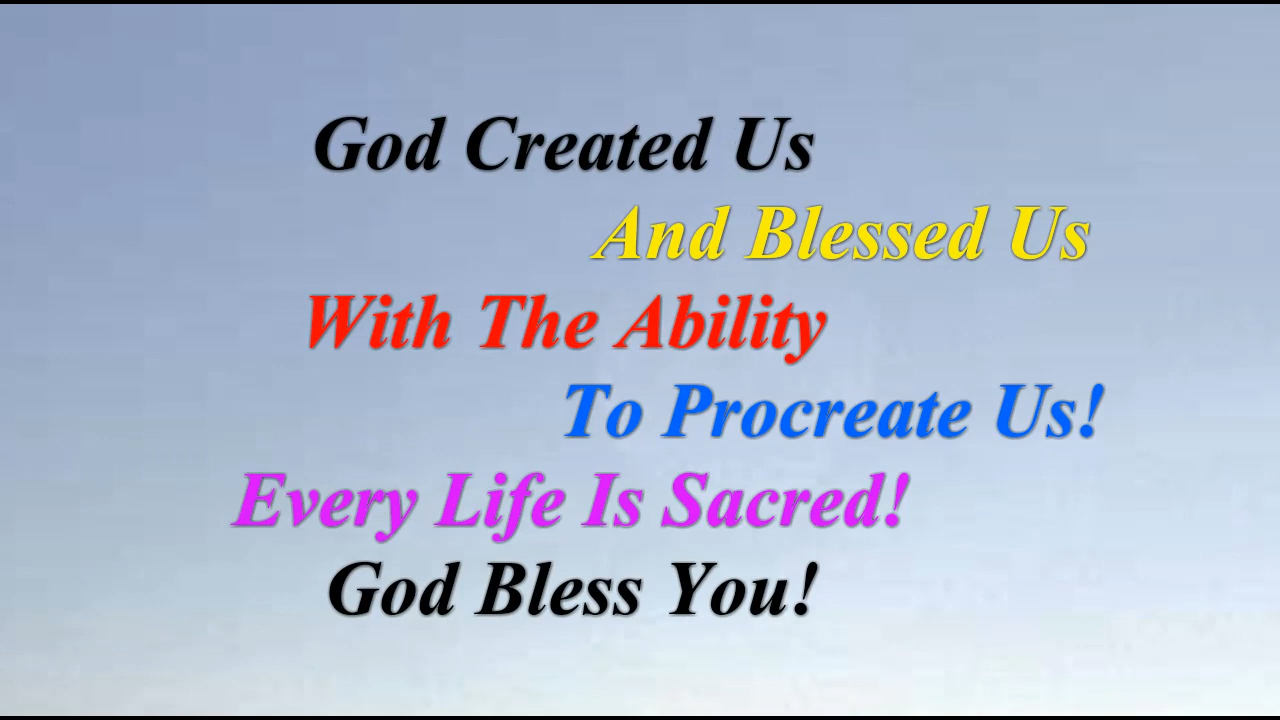 God Created Us
And Blessed Us
With The Ability
To Procreate Us!
Every Life Is Sacred!
God Bless You!